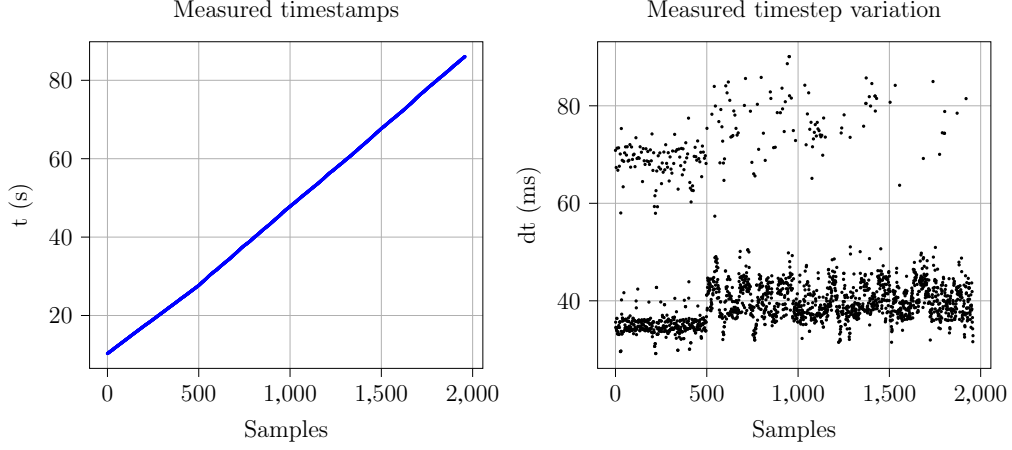 Measured timestamps
80
60
40
20
t (s)
0
500
1,000
1,500
2,000
Samples
Measured timestep variation
80
60
40
dt (ms)
0
500
1,000
1,500
2,000
Samples